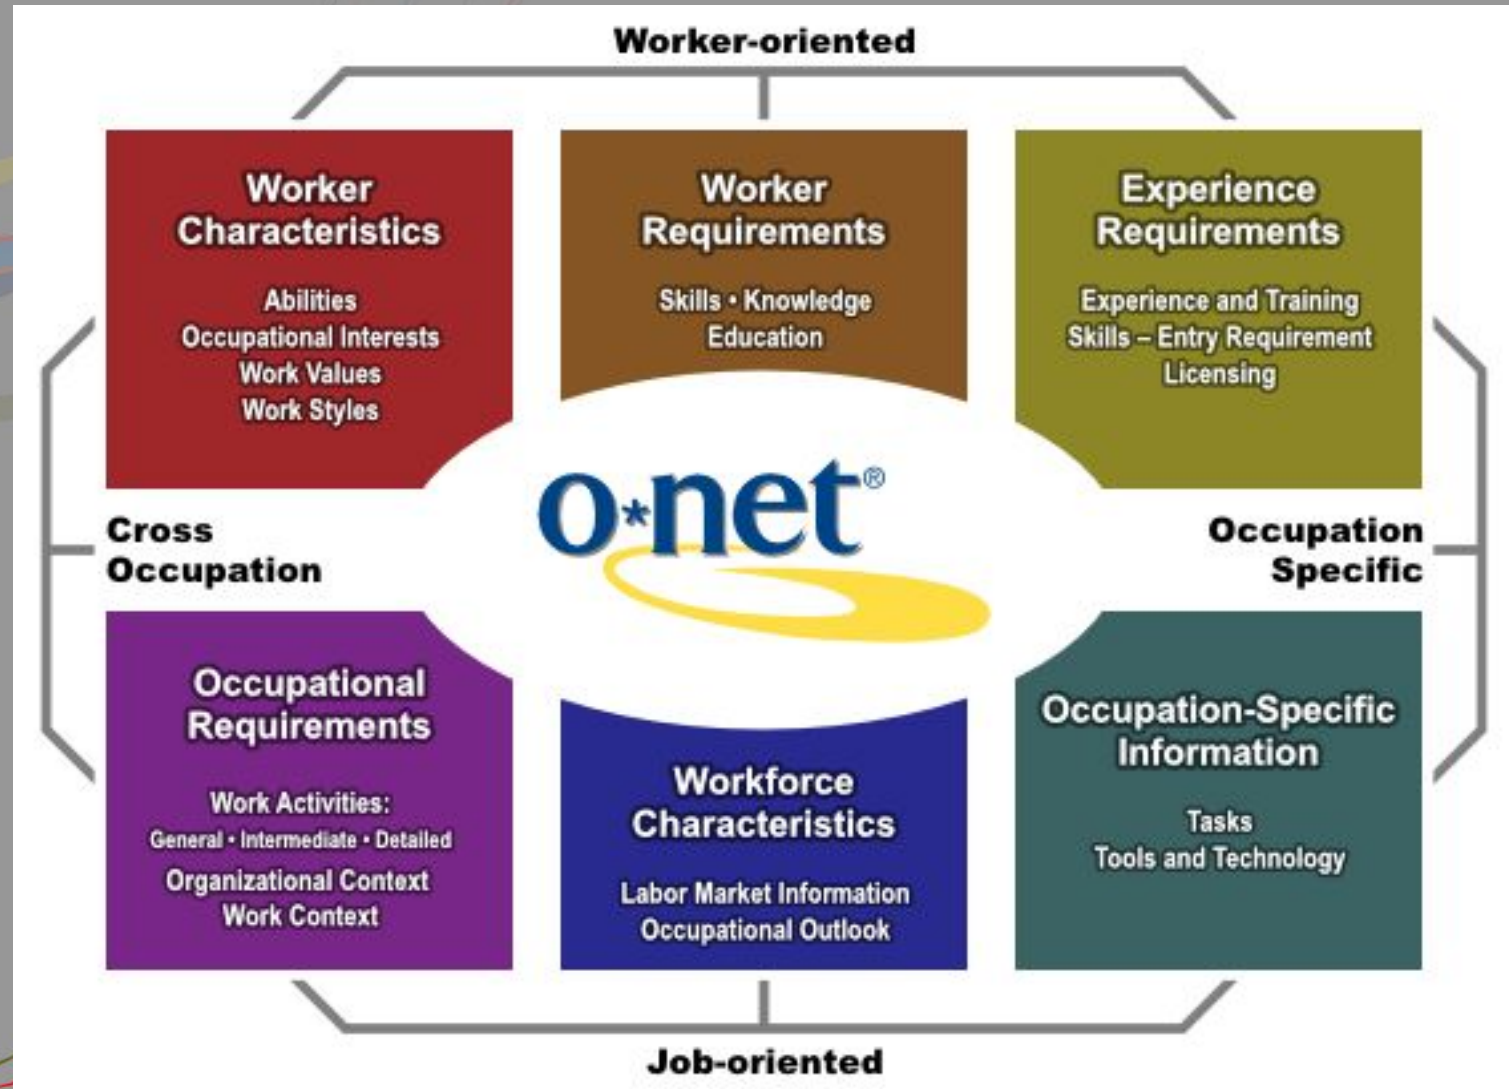 Worker-oriented
Worker
Characteristics
Abilities
Occupational Interests
Work Values
Work Styles
Worker
Requirements
Skills • Knowledge
Education
Experience
Requirements
Experience and Training
Skills – Entry Requirement
Licensing
o*net®
Cross
Occupation
Occupation
Specific
Occupational
Requirements
Work Activities:
General • Intermediate • Detailed
Organizational Context
Work Context
Workforce
Characteristics
Labor Market Information
Occupational Outlook
Occupation-Specific
Information
Tasks
Tools and Technology
Job-oriented